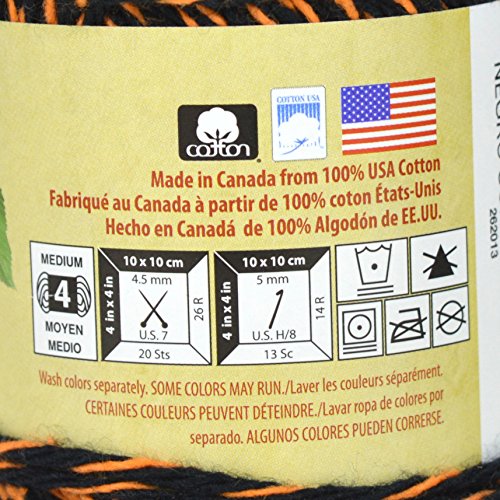 cotton
COTTON USA
Made in Canada from 100% USA Cotton
Fabriqué au Canada à partir de 100% coton États-Unis
Hecho en Canadá de 100% Algodón de EE.UU.
MEDIUM
4
MOYEN
MEDIO
10 x 10 cm
4 in x 4 in
4.5 mm
26 R
U.S. 7
20 Sts
10 x 10 cm
4 in x 4 in
5 mm
14 R
U.S. H/8
13 Sc
Wash colors separately. SOME COLORS MAY RUN./Laver les couleurs séparément.
CERTAINES COULEURS PEUVENT DÉTEINDRE./Lavar ropa de colores por
separado. ALGUNOS COLORES PUEDEN CORRERSE.
262013